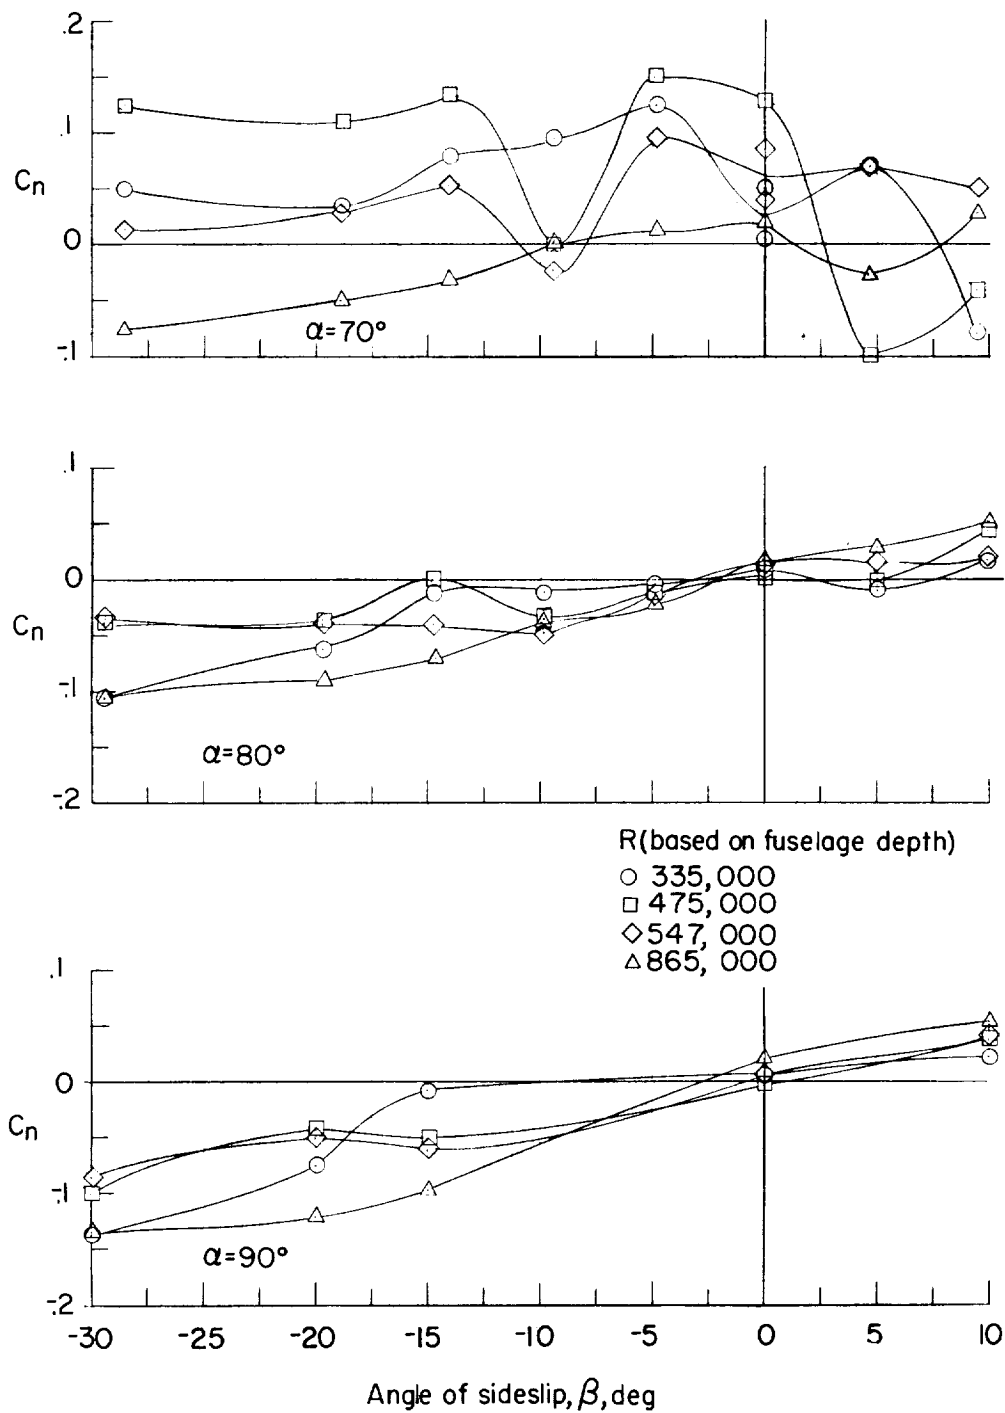 .2
.1
Cn
0
-.1
α=70°
.1
0
Cn
-.1
α=80°
-.2
R(based on fuselage depth)
○ 335,000
□ 475,000
◇ 547,000
△ 865,000
.1
0
Cn
-.1
α=90°
-.2
-30 -25 -20 -15 -10 -5 0 5 10
Angle of sideslip, β, deg